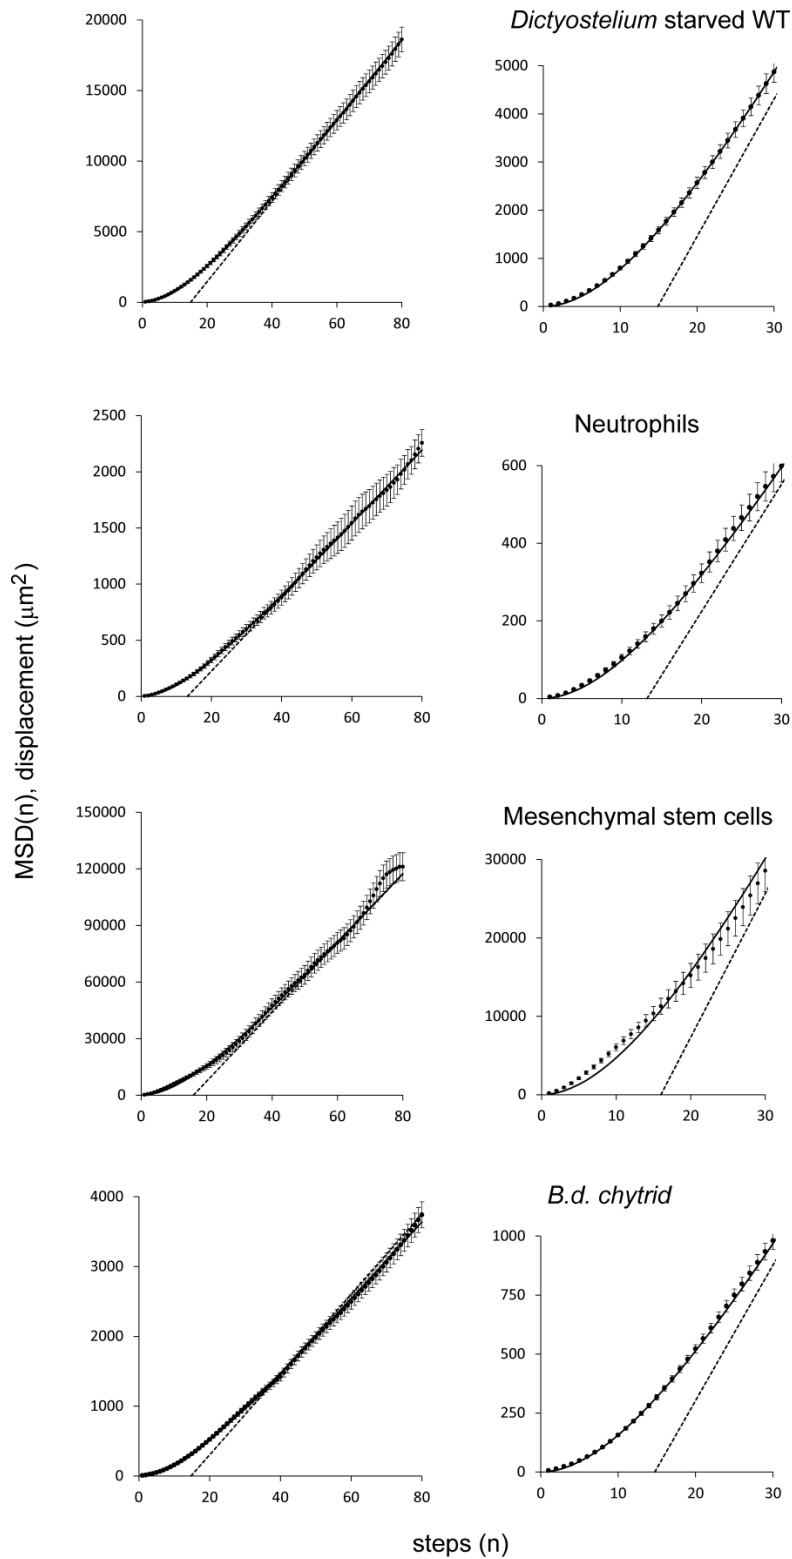 Dictyostelium starved WT
20000
15000
10000
5000
0
0 20 40 60 80
5000
4000
3000
2000
1000
0
0 10 20 30
Neutrophils
2500
2000
1500
1000
500
0
0 20 40 60 80
600
400
200
0
0 10 20 30
MSD(n), displacement (µm²)
Mesenchymal stem cells
150000
120000
90000
60000
30000
0
0 20 40 60 80
30000
20000
10000
0
0 10 20 30
B.d. chytrid
4000
3000
2000
1000
0
0 20 40 60 80
1000
750
500
250
0
0 10 20 30
steps (n)